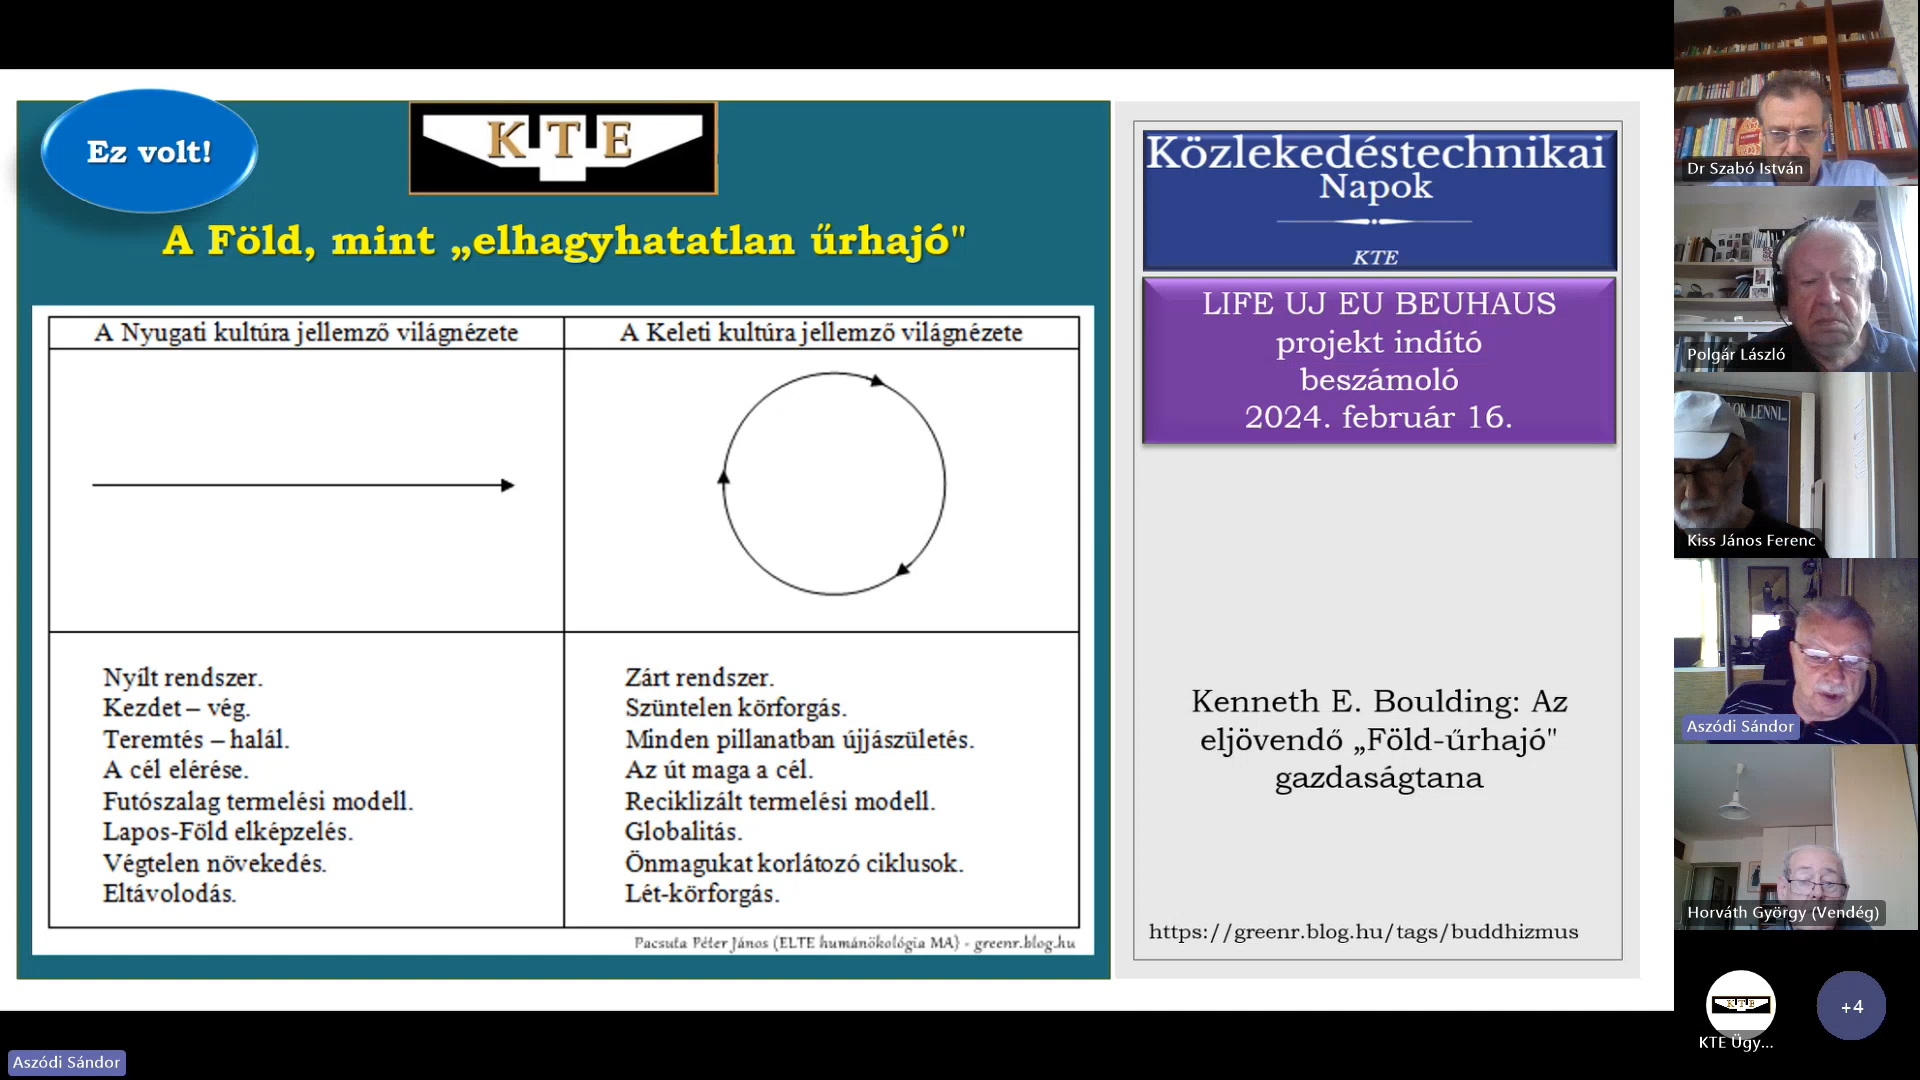 Ez volt!
KTE
A Föld, mint „elhagyhatatlan űrhajó"
A Nyugati kultúra jellemző világnézete
A Keleti kultúra jellemző világnézete
Nyílt rendszer.
Kezdet – vég.
Teremtés – halál.
A cél elérése.
Futószalag termelési modell.
Lapos-Föld elképzelés.
Végtelen növekedés.
Eltávolodás.
Zárt rendszer.
Szüntelen körforgás.
Minden pillanatban újjászületés.
Az út maga a cél.
Reciklizált termelési modell.
Globalitás.
Önmagukat korlátozó ciklusok.
Lét-körforgás.
Pacsuta Péter János (ELTE humánökológia MA) - greenr.blog.hu
Közlekedéstechnikai
Napok
KTE
LIFE UJ EU BEUHAUS
projekt indító
beszámoló
2024. február 16.
Kenneth E. Boulding: Az
eljövendő „Föld-űrhajó"
gazdaságtana
https://greenr.blog.hu/tags/buddhizmus
Dr Szabó István
Polgár László
OK LENNI...
Kiss János Ferenc
Aszódi Sándor
Horváth György (Vendég)
KTE
KTE Ügy...
+4
Aszódi Sándor